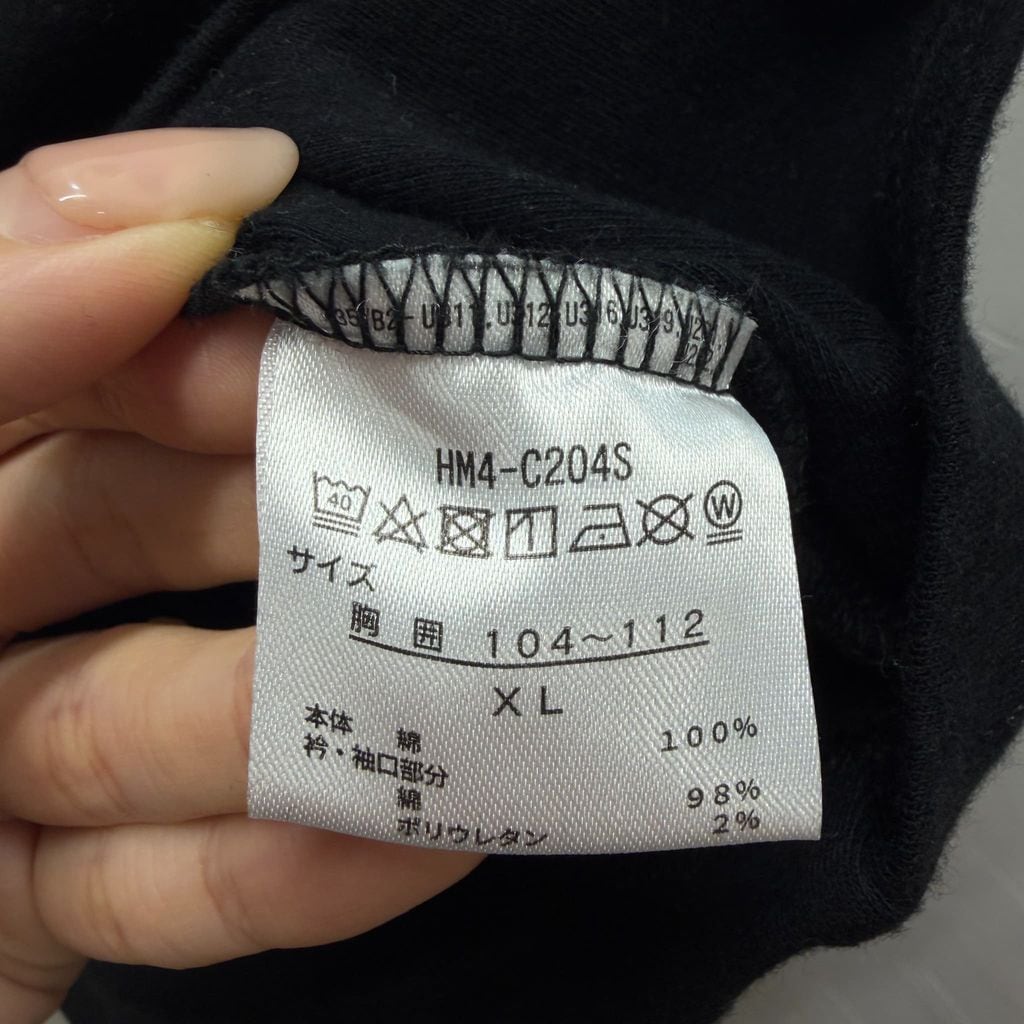 HM4-C204S
40
W
サイズ
胸 囲 104～112
XL
本体 綿 100%
衿・袖口部分
綿 98%
ポリウレタン 2%